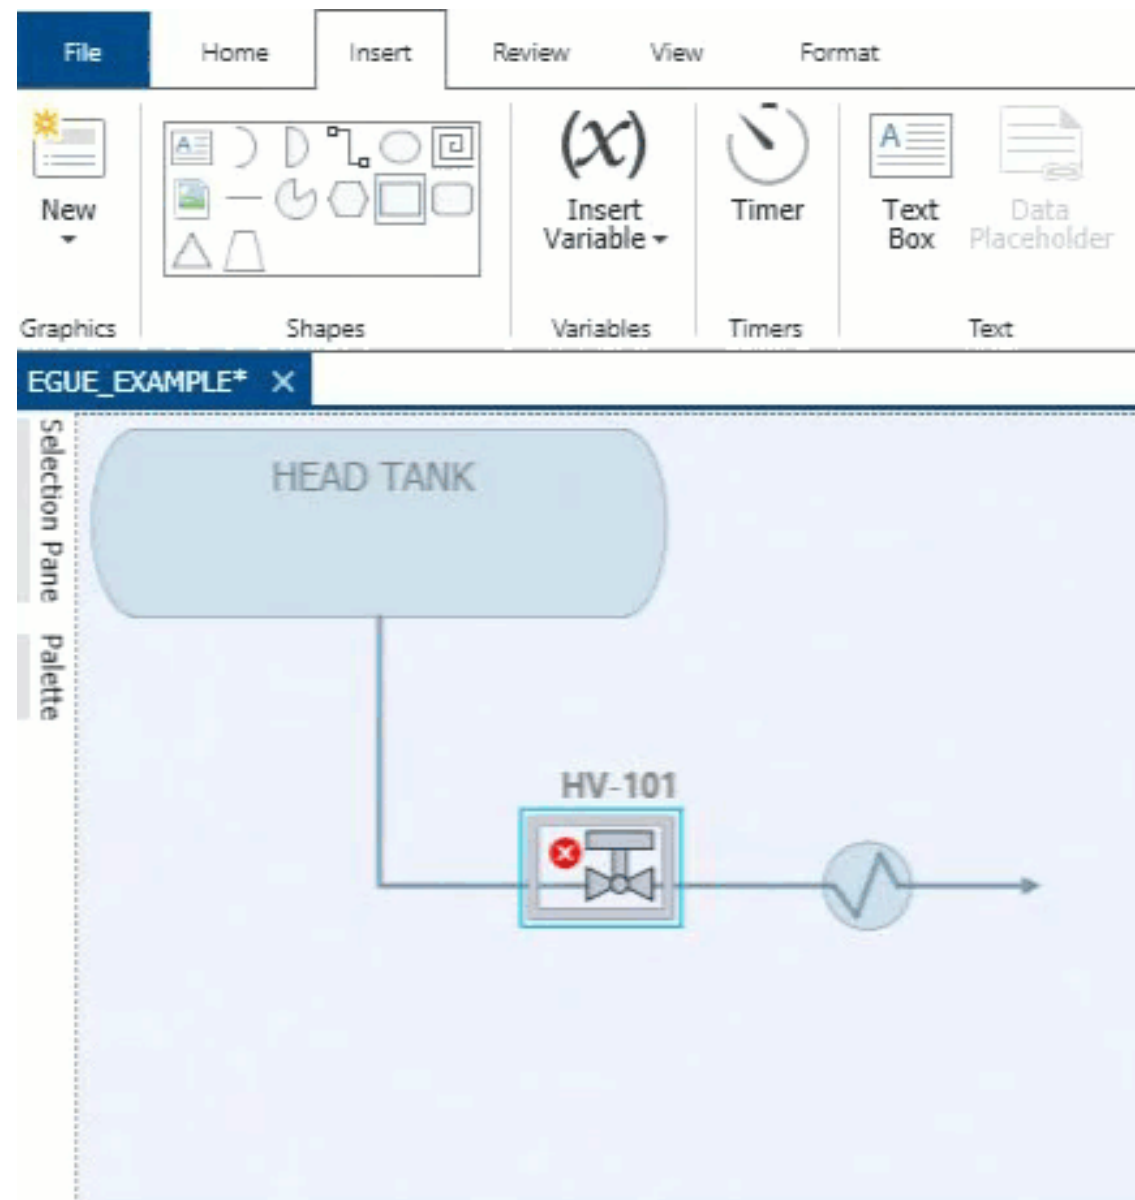 File Home Insert Review View Format
New
Insert
Variable
Timer
Text
Box
Data
Placeholder
Graphics Shapes Variables Timers Text
EGUE_EXAMPLE*
Selection Pane
Palette
HEAD TANK
HV-101